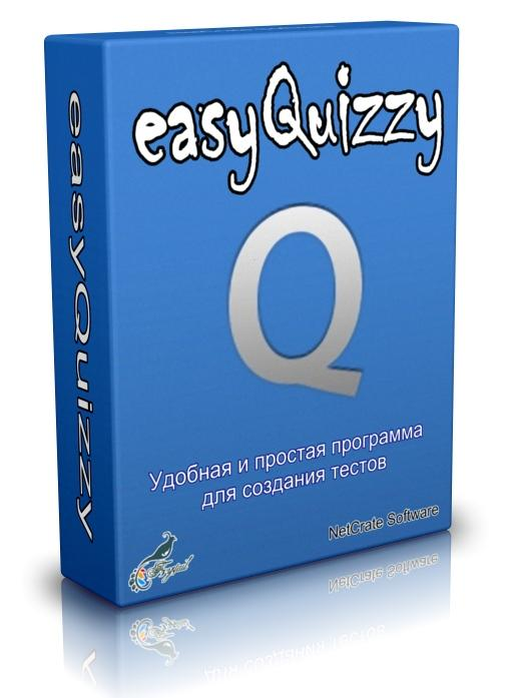 easyQuizzy
easyQuizzy
Q
Удобная и простая программа
для создания тестов
NetCrate Software